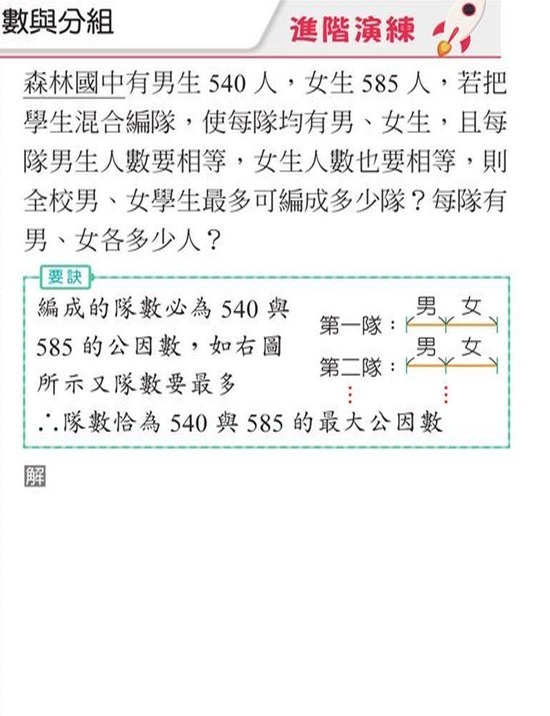 數與分組
進階演練
森林國中有男生 540 人，女生 585 人，若把
學生混合編隊，使每隊均有男、女生，且每
隊男生人數要相等，女生人數也要相等，則
全校男、女學生最多可編成多少隊？每隊有
男、女各多少人？
要訣
編成的隊數必為 540 與
585 的公因數，如右圖
所示又隊數要最多
∴隊數恰為 540 與 585 的最大公因數
男 女
第一隊：
男 女
第二隊：
⋮ ⋮
解